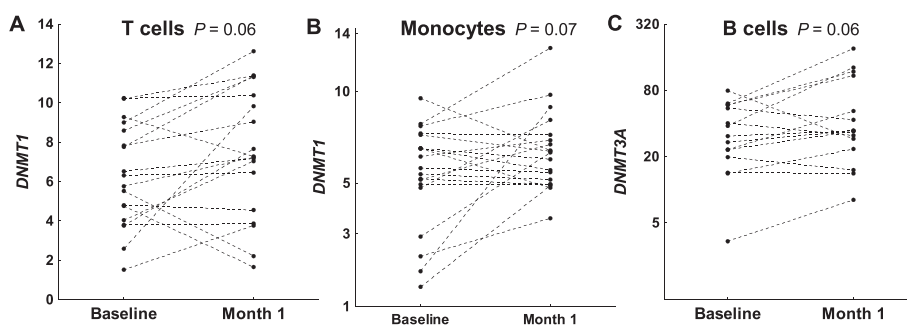 A T cells P = 0.06
14
12
10
8
6
4
2
0
DNMT1
Baseline Month 1
B Monocytes P = 0.07
14
10
5
3
1
DNMT1
Baseline Month 1
C B cells P = 0.06
320
80
20
5
DNMT3A
Baseline Month 1